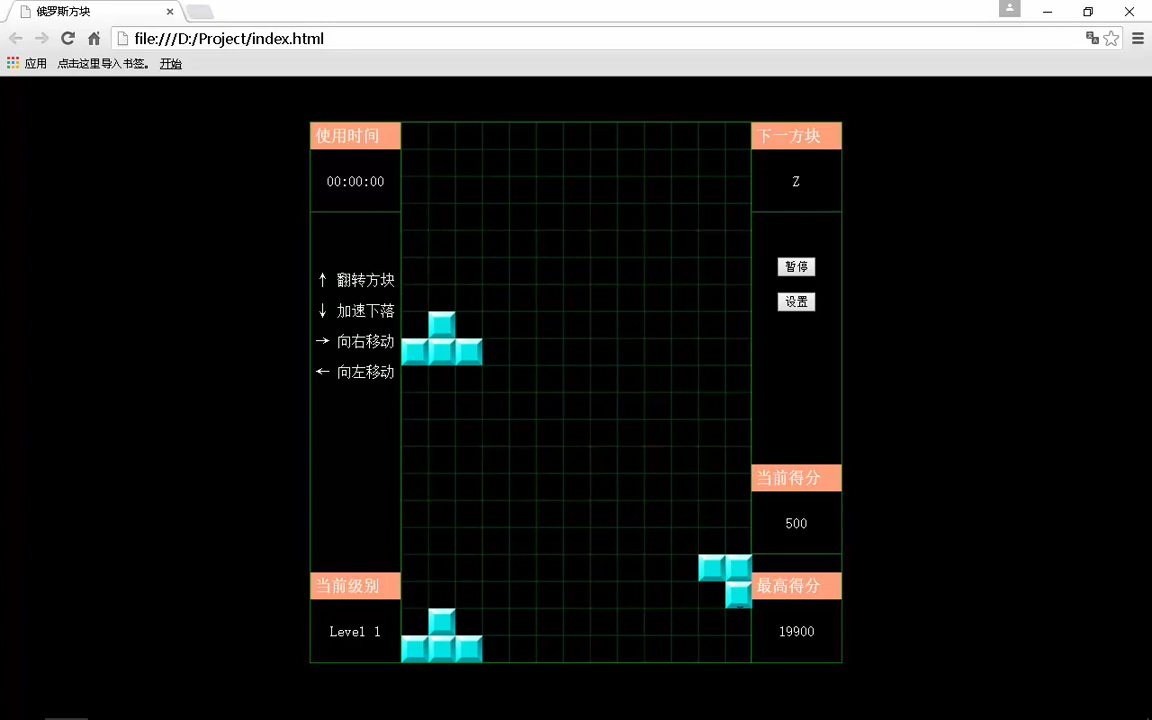 俄罗斯方块
file:///D:/Project/index.html
应用 点击这里导入书签。 开始
使用时间
00:00:00
↑ 翻转方块
↓ 加速下落
→ 向右移动
← 向左移动
当前级别
Level 1
下一方块
Z
暂停
设置
当前得分
500
最高得分
19900